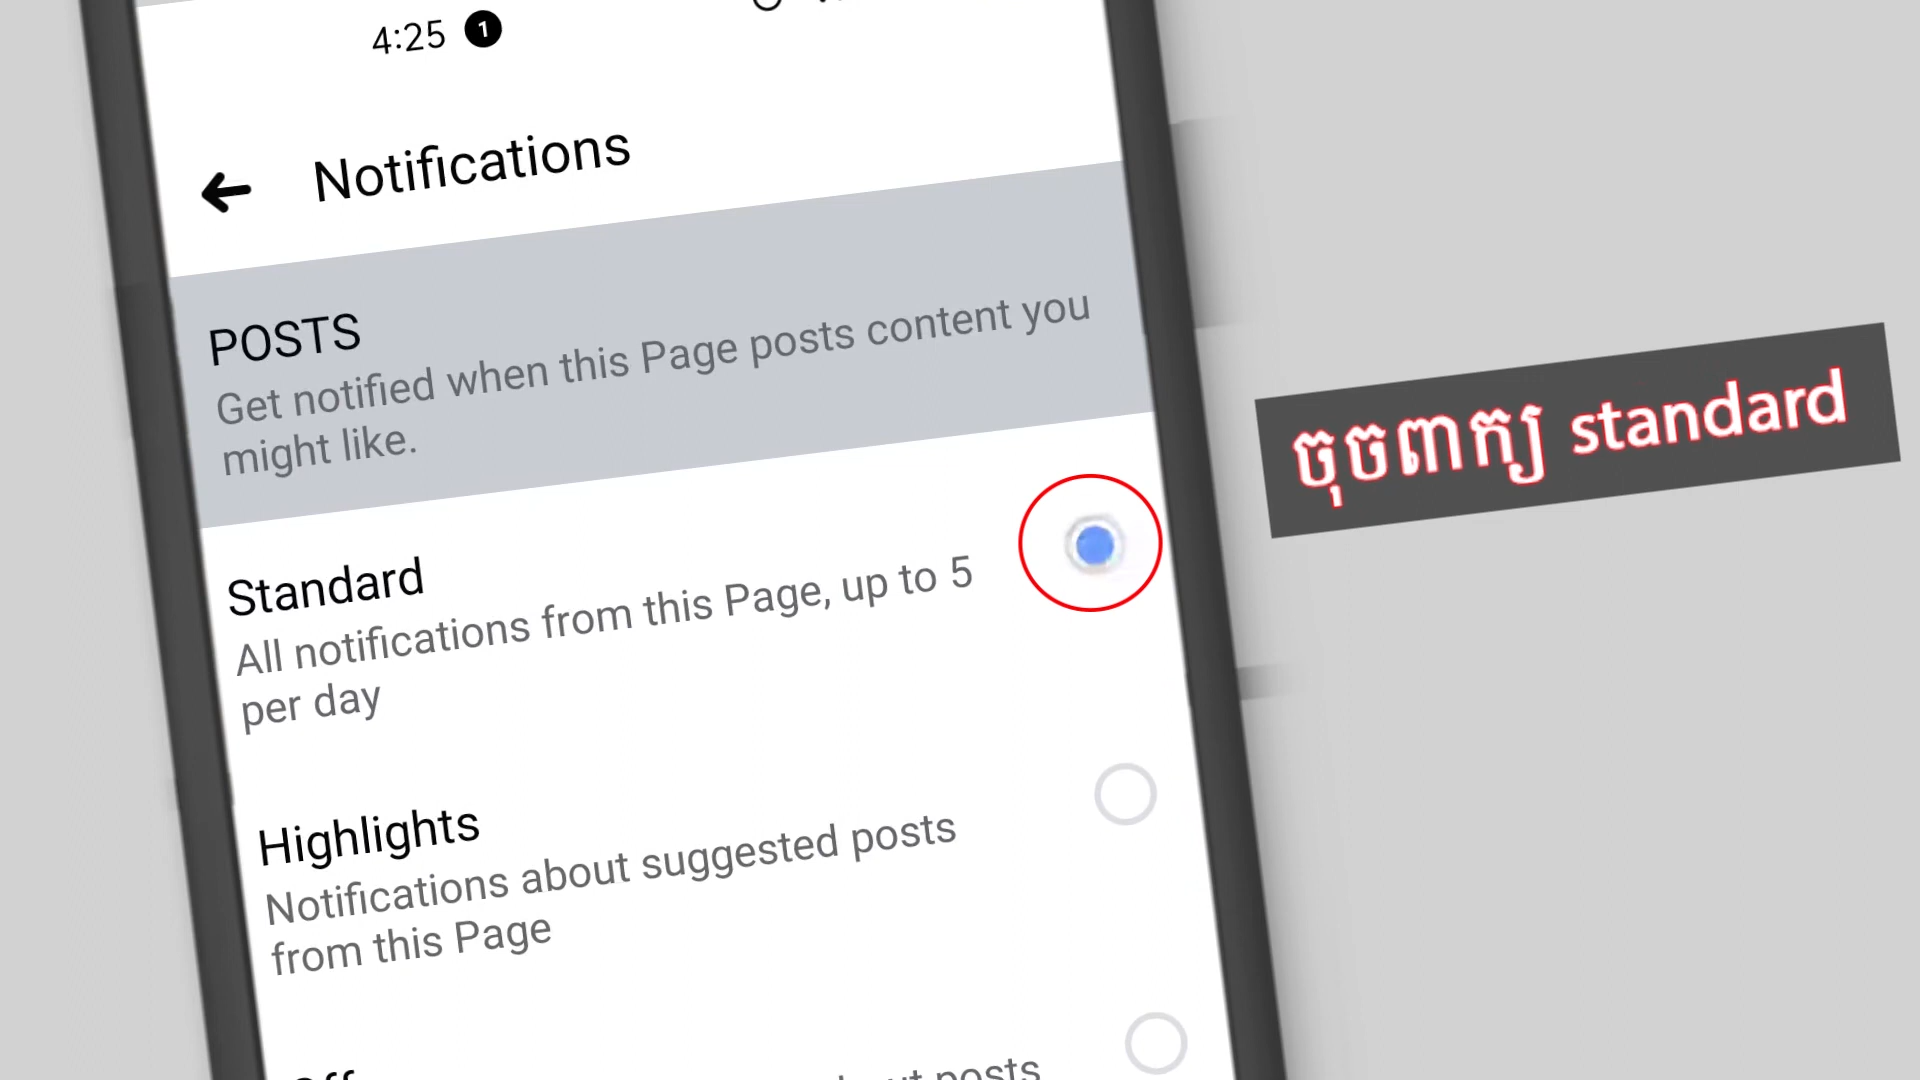 4:25 1
Notifications
POSTS
Get notified when this Page posts content you
might like.
Standard
All notifications from this Page, up to 5
per day
ចុចពាក្យ standard
Highlights
Notifications about suggested posts
from this Page
posts